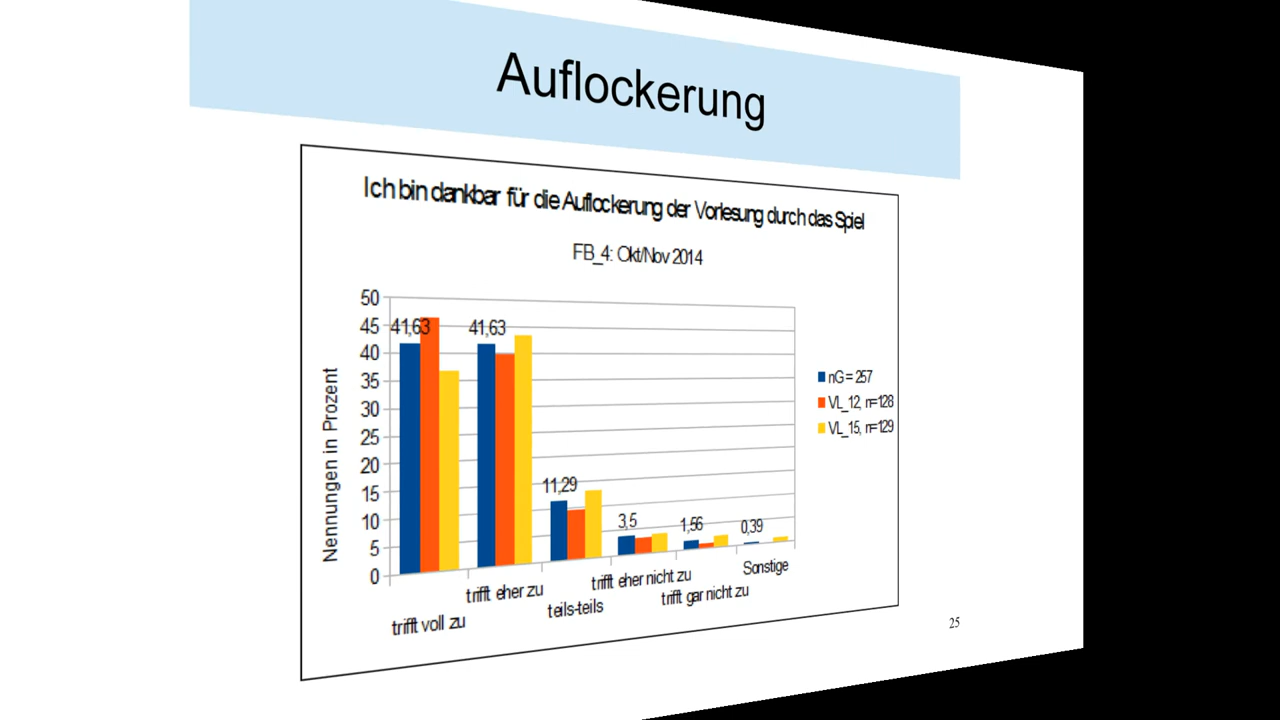 Auflockerung
Ich bin dankbar für die Auflockerung der Vorlesung durch das Spiel
FB_4: Okt/Nov 2014
Nennungen in Prozent
50
45
40
35
30
25
20
15
10
5
0
41,63
41,63
11,29
3,5
1,56
0,39
trifft voll zu
trifft eher zu
teils-teils
trifft eher nicht zu
trifft gar nicht zu
Sonstige
nG = 257
VL_12, n=128
VL_15, n=129
25